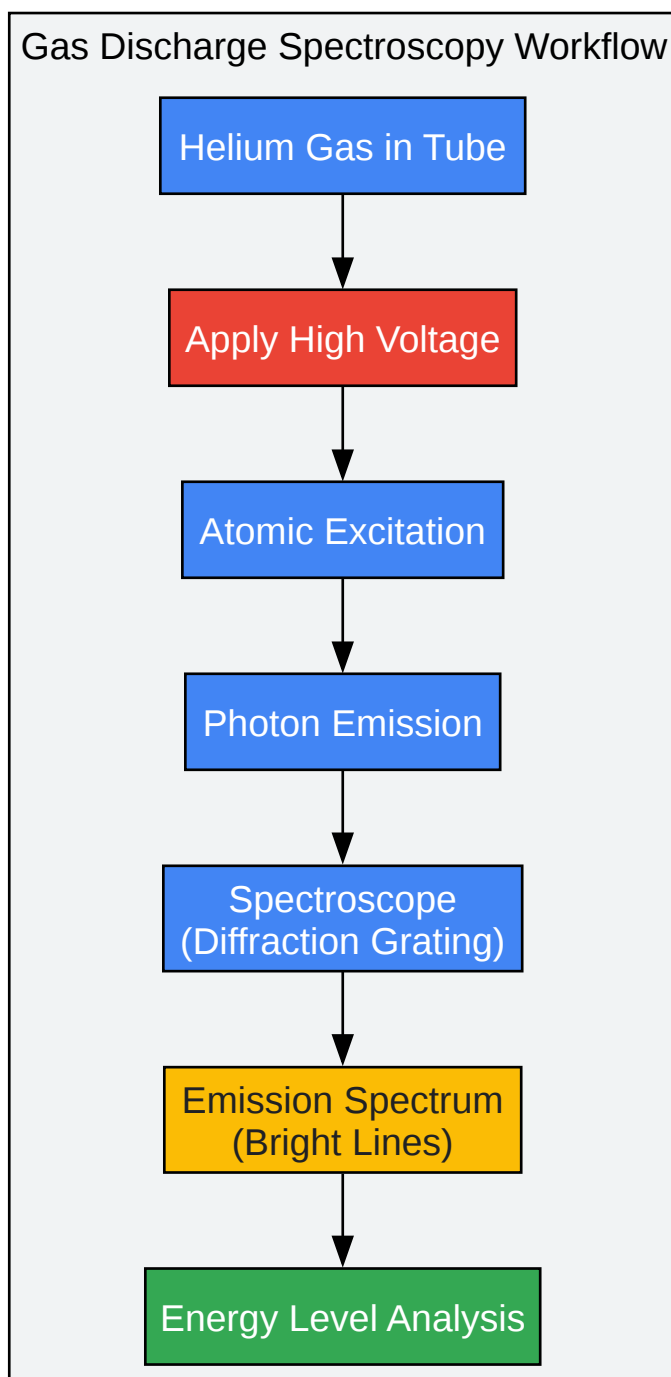 Gas Discharge Spectroscopy Workflow
Helium Gas in Tube
Apply High Voltage
Atomic Excitation
Photon Emission
Spectroscope
(Diffraction Grating)
Emission Spectrum
(Bright Lines)
Energy Level Analysis